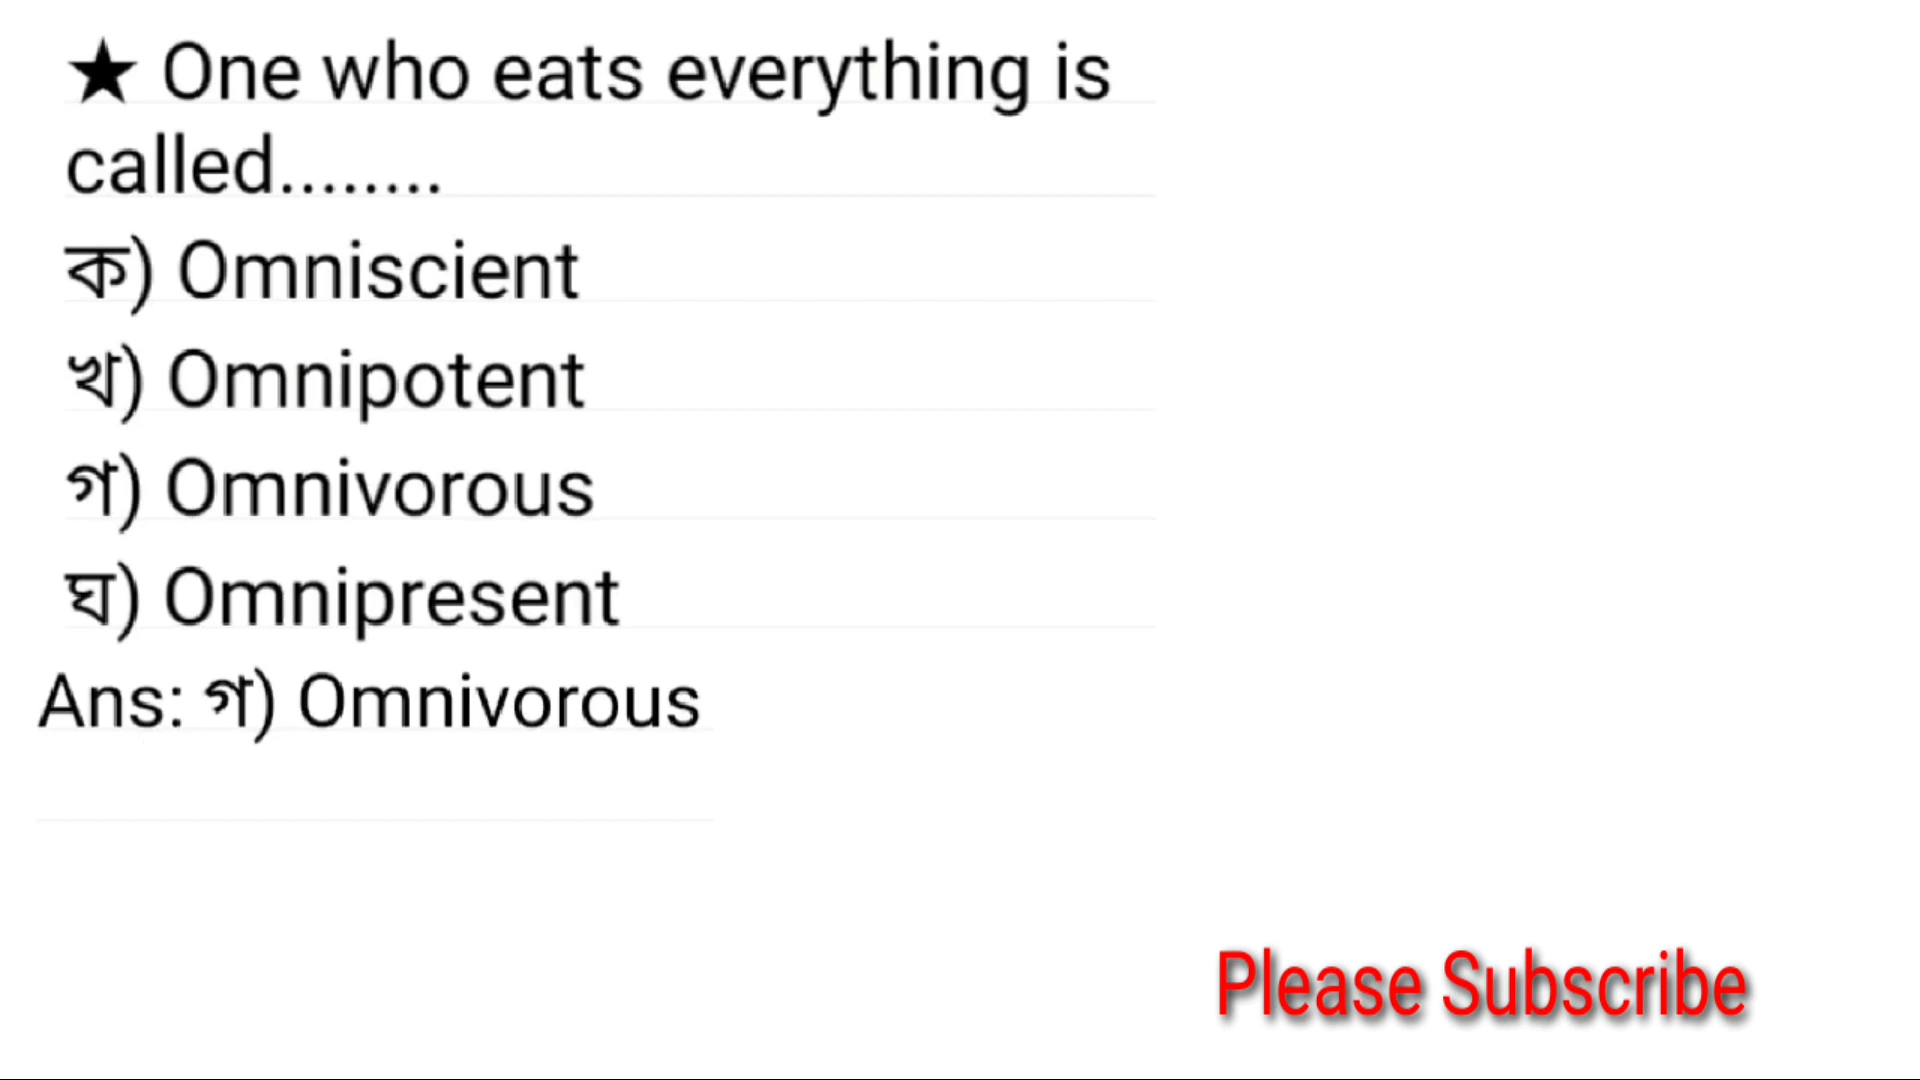 ★ One who eats everything is
called........
ক) Omniscient
খ) Omnipotent
গ) Omnivorous
ঘ) Omnipresent
Ans: গ) Omnivorous
Please Subscribe